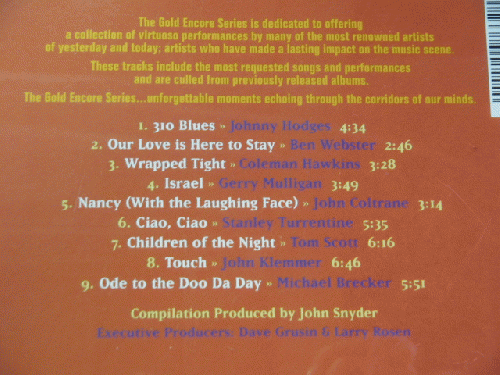 The Gold Encore Series is dedicated to offering
a collection of virtuoso performances by many of the most renowned artists
of yesterday and today; artists who have made a lasting impact on the music scene.
These tracks include the most requested songs and performances
and are culled from previously released albums.
The Gold Encore Series...unforgettable moments echoing through the corridors of our minds.
1. 310 Blues » Johnny Hodges 4:34
2. Our Love is Here to Stay » Ben Webster 2:46
3. Wrapped Tight » Coleman Hawkins 3:28
4. Israel » Gerry Mulligan 3:49
5. Nancy (With the Laughing Face) » John Coltrane 3:14
6. Ciao, Ciao » Stanley Turrentine 5:35
7. Children of the Night » Tom Scott 6:16
8. Touch » John Klemmer 6:46
9. Ode to the Doo Da Day » Michael Brecker 5:51
Compilation Produced by John Snyder
Executive Producers: Dave Grusin & Larry Rosen